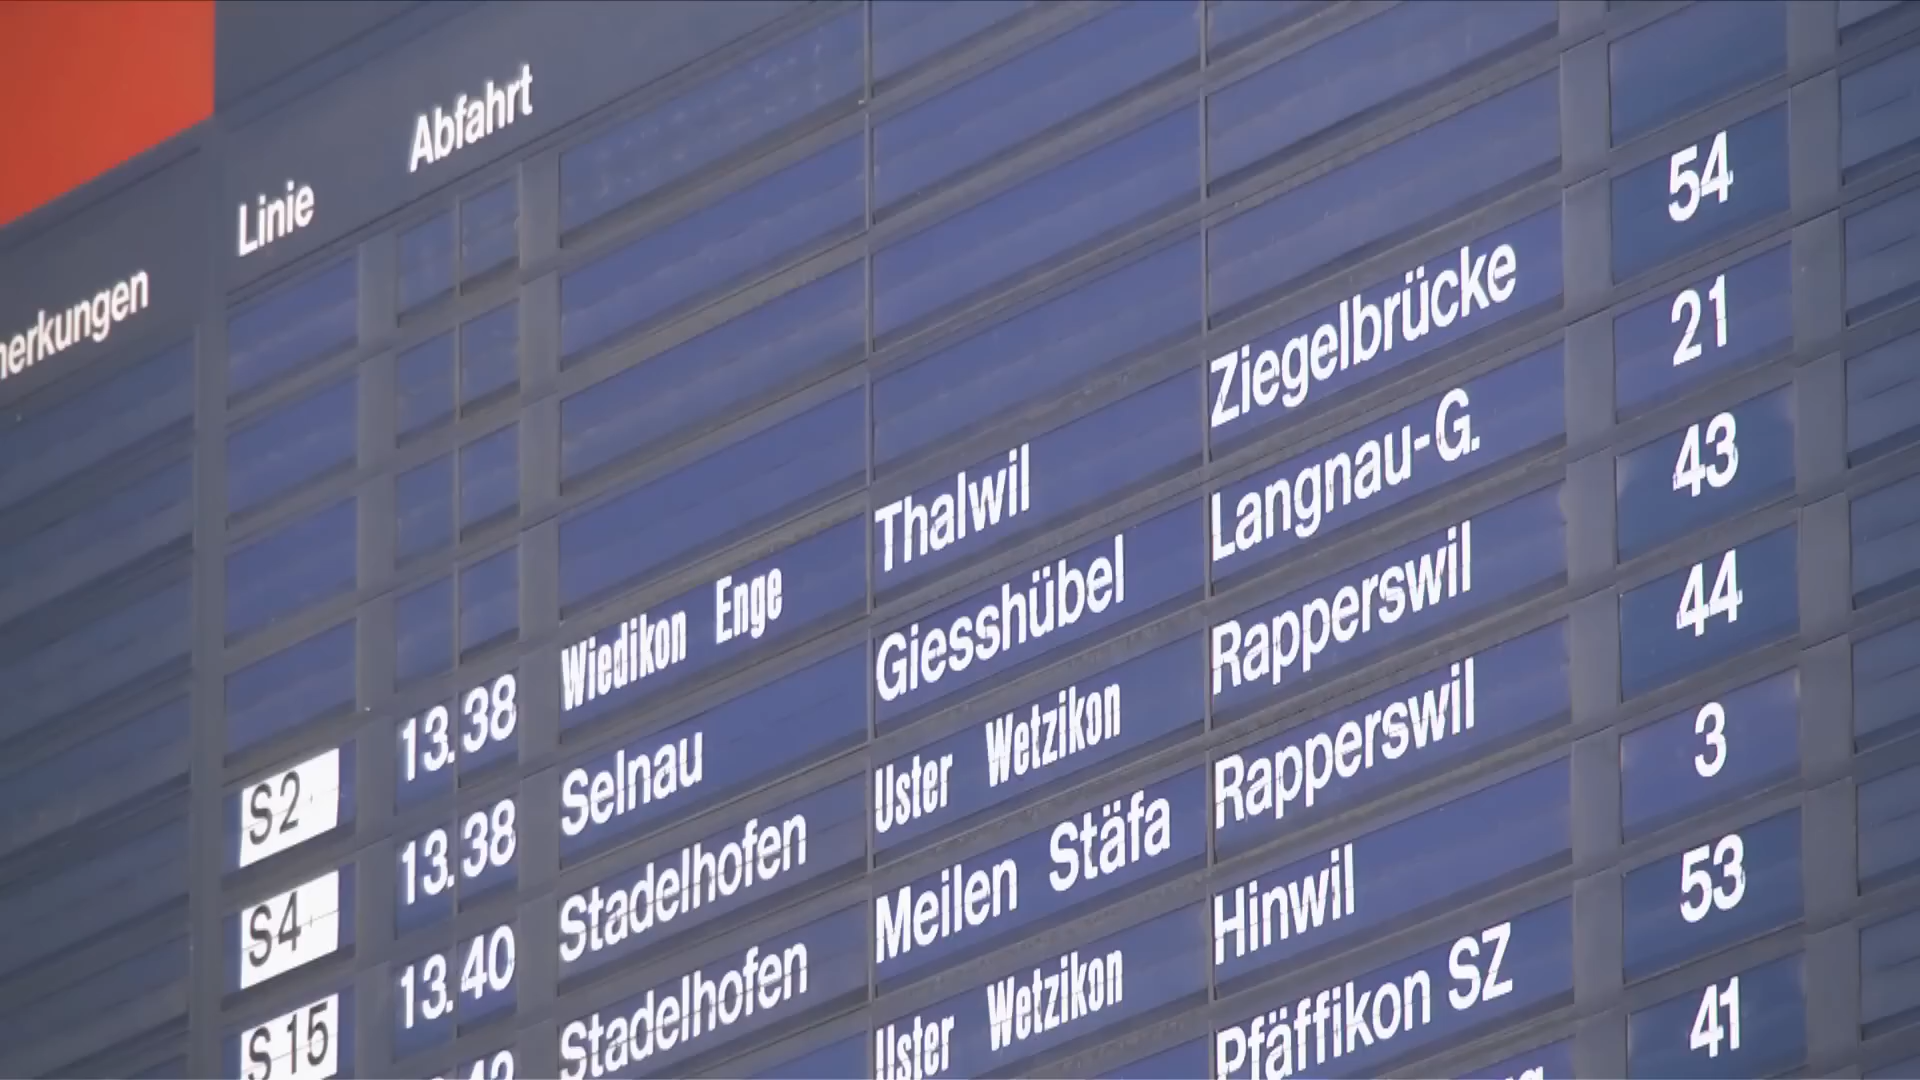 merkungen Linie Abfahrt
S2 13.38 Wiedikon Enge Thalwil Ziegelbrücke 54
S4 13.38 Selnau Giesshübel Langnau-G. 21
S15 13.40 Stadelhofen Uster Wetzikon Rapperswil 43
Stadelhofen Meilen Stäfa Rapperswil 44
Uster Wetzikon Hinwil 3
Pfäffikon SZ 53
41